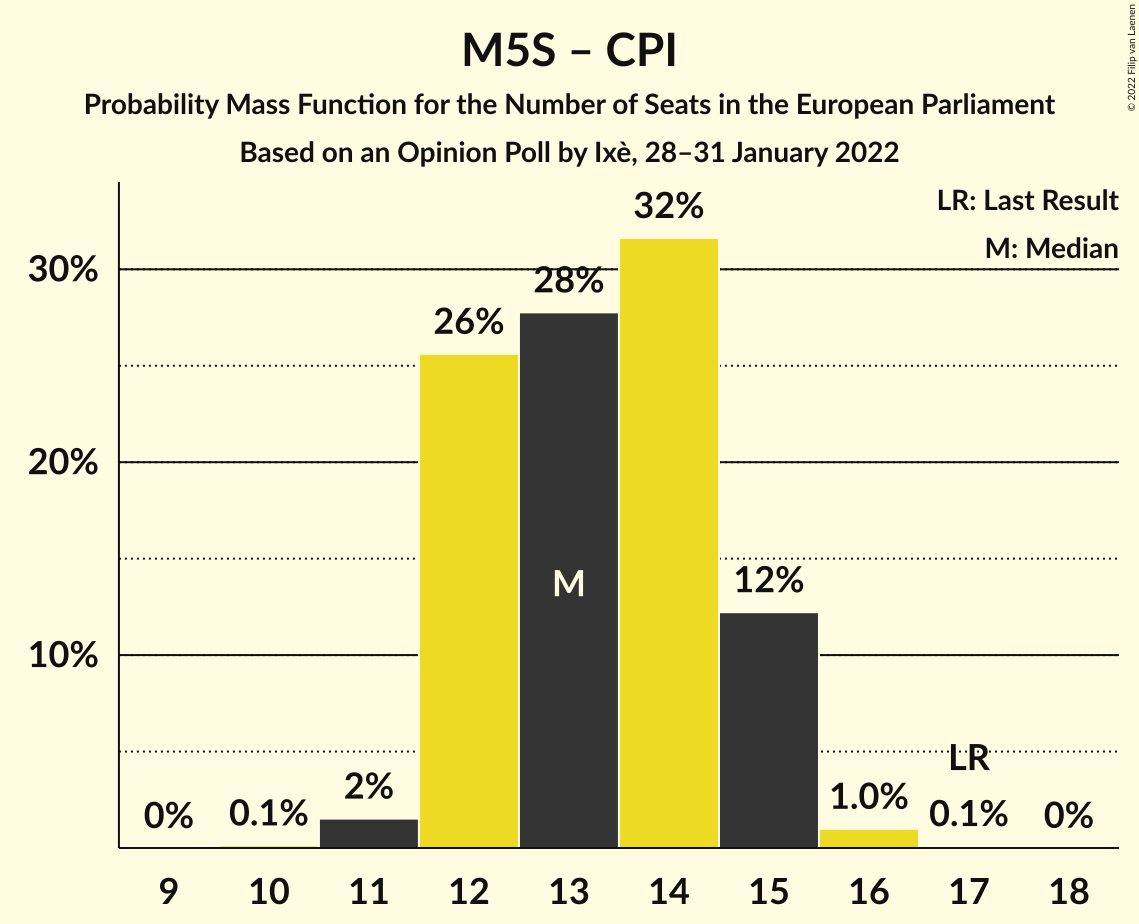 M5S – CPI
Probability Mass Function for the Number of Seats in the European Parliament
Based on an Opinion Poll by Ixè, 28–31 January 2022
© 2022 Filip van Laenen
LR: Last Result
M: Median
30%
20%
10%
0%
0.1%
2%
26%
28%
M
32%
12%
1.0%
LR
0.1%
0%
9 10 11 12 13 14 15 16 17 18